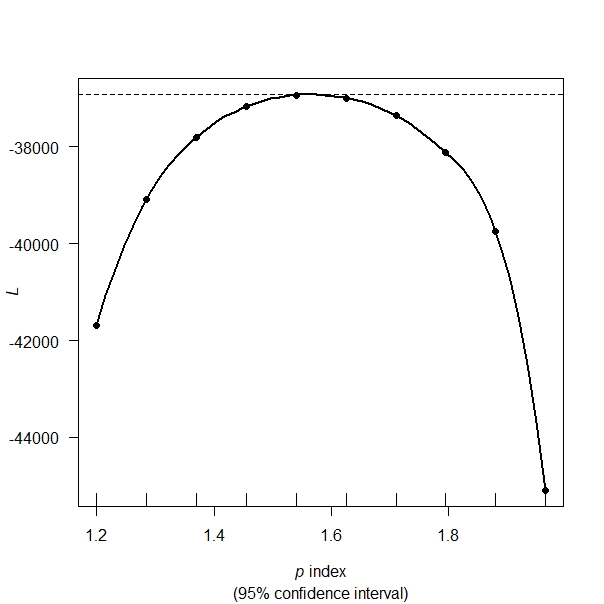 -38000
-40000
L
-42000
-44000
1.2 1.4 1.6 1.8
p index
(95% confidence interval)